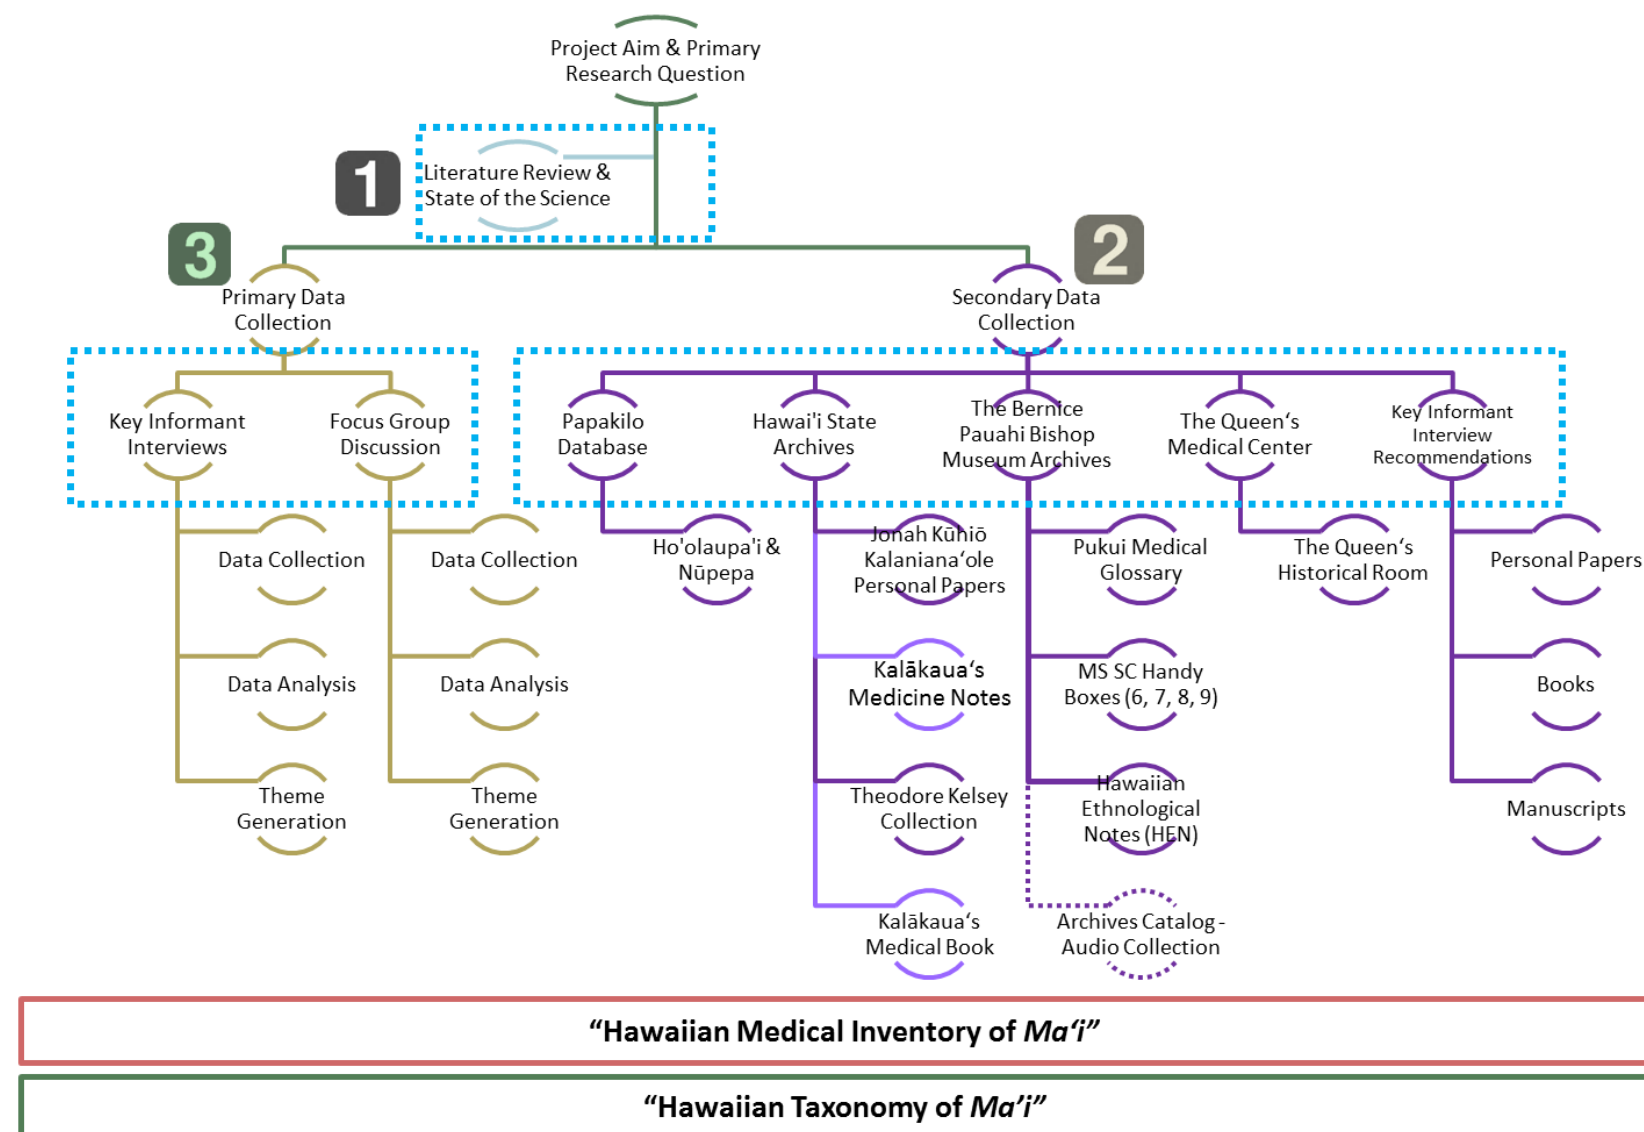 Project Aim & Primary
Research Question
1
Literature Review &
State of the Science
3
2
Primary Data
Collection
Secondary Data
Collection
Key Informant
Interviews
Focus Group
Discussion
Papakilo
Database
Hawai'i State
Archives
The Bernice
Pauahi Bishop
Museum Archives
The Queen‘s
Medical Center
Key Informant
Interview
Recommendations
Data Collection
Data Analysis
Theme
Generation
Data Collection
Data Analysis
Theme
Generation
Ho'olaupa'i &
Nūpepa
Jonah Kūhiō
Kalaniana‘ole
Personal Papers
Kalākaua‘s
Medicine Notes
Theodore Kelsey
Collection
Kalākaua‘s
Medical Book
Pukui Medical
Glossary
MS SC Handy
Boxes (6, 7, 8, 9)
Hawaiian
Ethnological
Notes (HEN)
Archives Catalog -
Audio Collection
The Queen‘s
Historical Room
Personal Papers
Books
Manuscripts
“Hawaiian Medical Inventory of Ma‘i”
“Hawaiian Taxonomy of Ma’i”